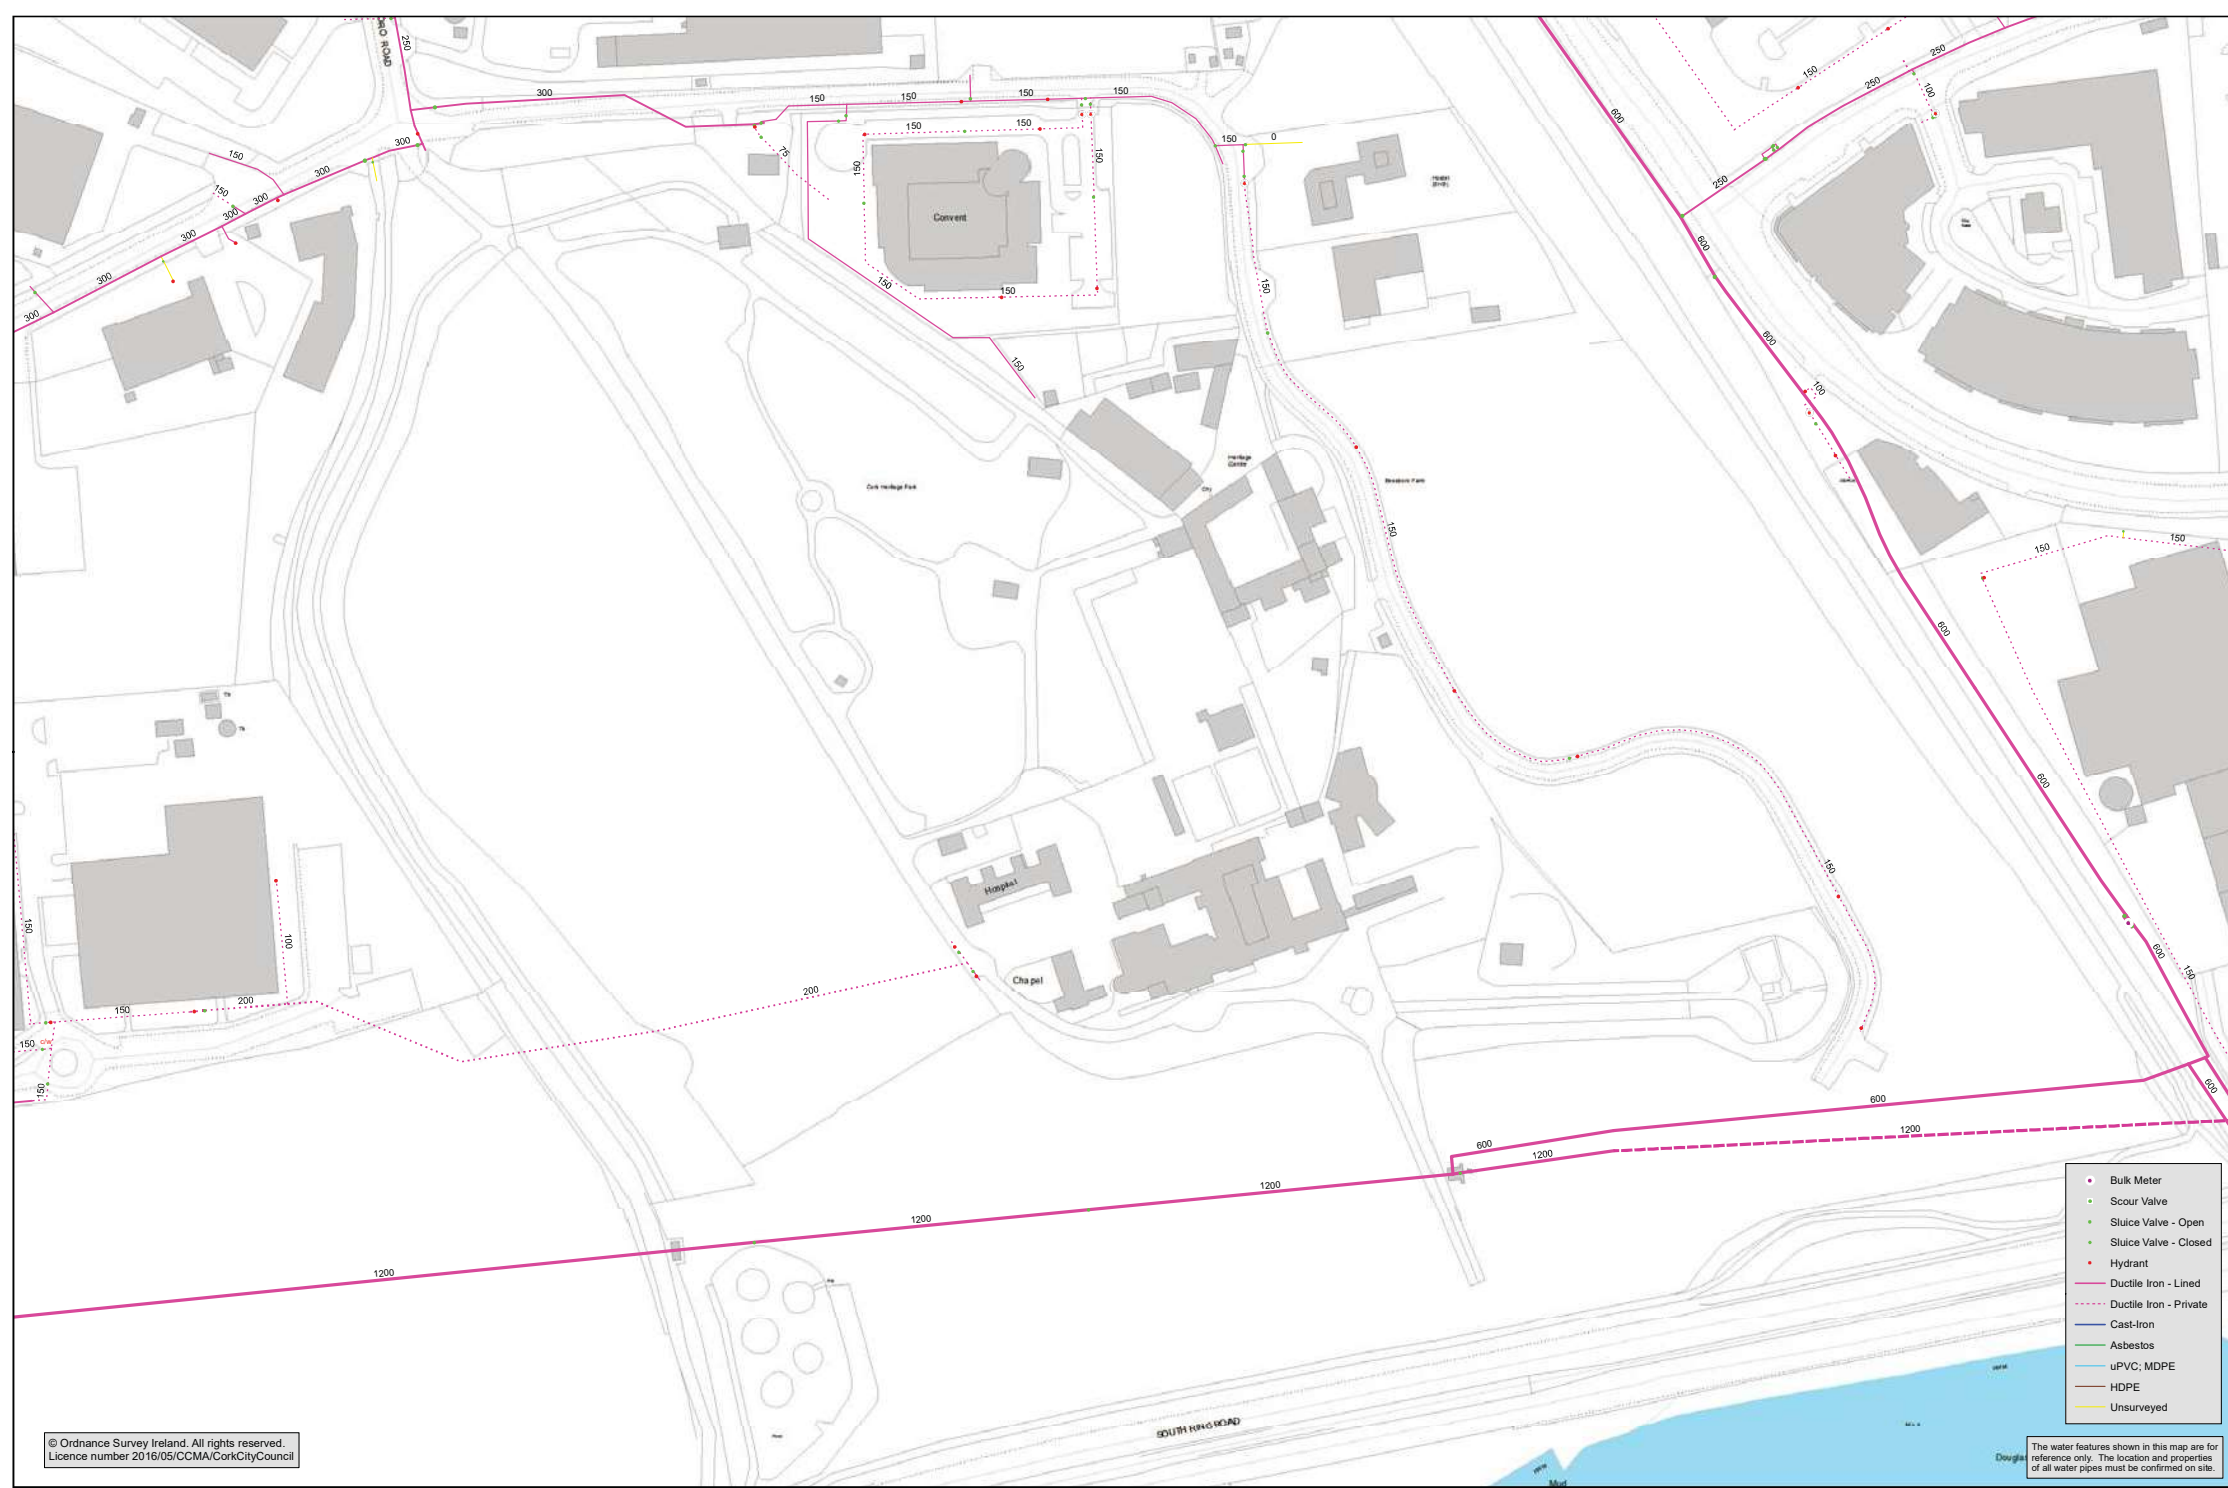 250
300
150
150
150
150
250
250
150
100
600
150
0
150
150
75
150
150
150
150
150
150
150
150
Convent
300
300
300
300
300
300
300
250
600
600
100
Cork Heritage Park
Heritage
Centre
150
150
150
600
600
Hospital
Chapel
150
100
150
200
200
150
150
150
600
150
600
600
1200
600
1200
1200
1200
1200
SOUTH RING ROAD
Mud
Bulk Meter
Scour Valve
Sluice Valve - Open
Sluice Valve - Closed
Hydrant
Ductile Iron - Lined
Ductile Iron - Private
Cast-Iron
Asbestos
uPVC; MDPE
HDPE
Unsurveyed
© Ordnance Survey Ireland. All rights reserved.
Licence number 2016/05/CCMA/CorkCityCouncil
The water features shown in this map are for
reference only. The location and properties
of all water pipes must be confirmed on site.